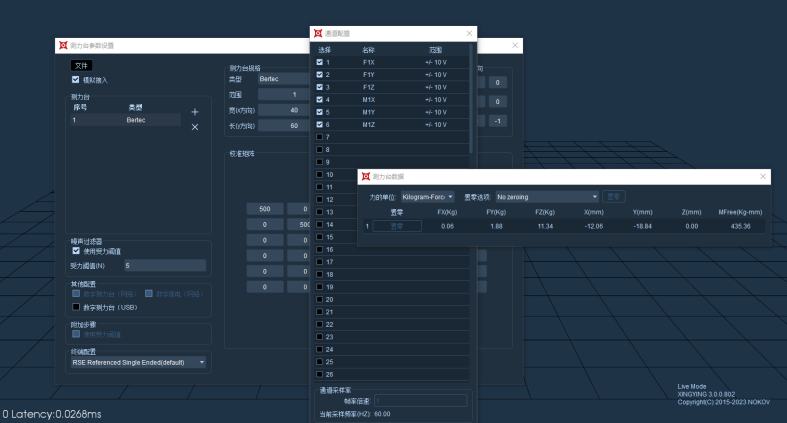 通道配置
选择 名称 范围
1 F1X +/- 10 V
2 F1Y +/- 10 V
3 F1Z +/- 10 V
4 M1X +/- 10 V
5 M1Y +/- 10 V
6 M1Z +/- 10 V
7
8
9
10
11
12
13
14
15
16
17
18
19
20
21
22
23
24
25
26
通道采样率
帧率倍速: 1
当前采样频率(HZ): 60.00
测力台参数设置
文件
模拟接入
测力台
序号 类型
1 Bertec
噪声过滤器
使用受力阈值
受力阈值(N) 5
其他配置
数字测力台（网络）
数字测力台（USB）
附加步骤
使用受力阈值
终端配置
RSE Referenced Single Ended(default)
测力台规格
类型 Bertec
范围 1
宽(x方向) 40
长(y方向) 60
向
0
0
-1
校准矩阵
500 0
0 500
0 0
0 0
0 0
0 0
测力台数据
力的单位: Kilogram-Forc 置零选项: No zeroing 置零
置零 FX(Kg) FY(Kg) FZ(Kg) X(mm) Y(mm) Z(mm) MFree(Kg-mm)
1 置零 0.06 1.88 11.34 -12.06 -18.84 0.00 435.36
Live Mode
XINGYING 3.0.0.802
Copyright(C) 2015-2023 NOKOV
0 Latency:0.0268ms